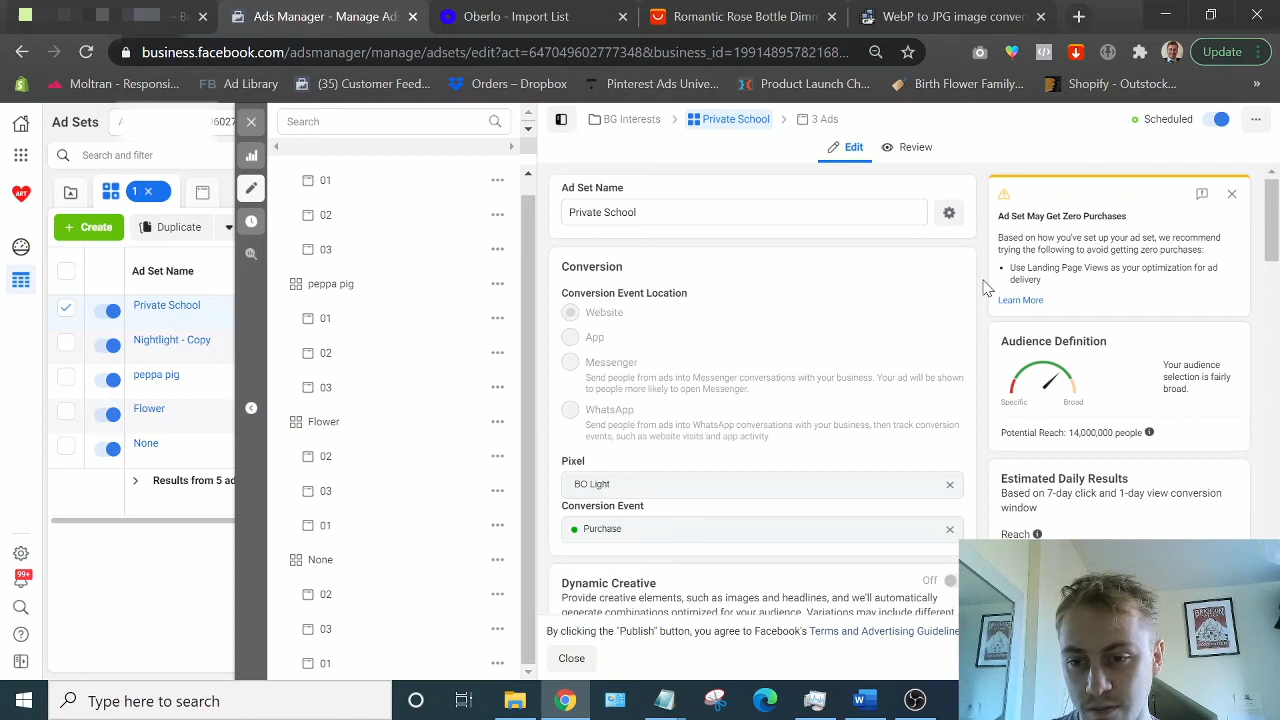 Ads Manager - Manage Ad
Oberlo - Import List
Romantic Rose Bottle Dimm
WebP to JPG image conver
business.facebook.com/adsmanager/manage/adsets/edit?act=647049602777348&business_id=19914895782168...
Update
Moltran - Responsi...
FB Ad Library
(35) Customer Feed...
Orders – Dropbox
Pinterest Ads Unive...
Product Launch Ch...
Birth Flower/Famil...
Shopify - Outstock...
»
Ad Sets
Search
BG Interests
Private School
3 Ads
Scheduled
Search and filter
Edit
Review
1
Create
Duplicate
Ad Set Name
Private School
Nightlight - Copy
peppa pig
Flower
None
Results from 5 ad
99+
01
02
03
peper pig
01
02
03
Flower
02
03
01
None
02
03
01
Ad Set Name
Private School
Conversion
Conversion Event Location
Website
App
Messenger
Send people from ads into Messenger conversations with your business. Your ad will be shown
to people more likely to open Messenger.
WhatsApp
Send people from ads into WhatsApp conversations with your business, then track conversion
events, such as website visits and app activity.
Pixel
BO Light
Conversion Event
Purchase
Dynamic Creative
Off
Provide creative elements, such as images and headlines, and we'll automatically
generate combinations optimized for your audience. Variations may include different
By clicking the "Publish" button, you agree to Facebook's Terms and Advertising Guideline
Close
Ad Set May Get Zero Purchases
Based on how you've set up your ad set, we recommend
trying the following to avoid getting zero purchases:
• Use Landing Page Views as your optimization for ad
delivery
Learn More
Audience Definition
Your audience
selection is fairly
broad.
Specific
Broad
Potential Reach: 14,000,000 people
Estimated Daily Results
Based on 7-day click and 1-day view conversion
window
Reach
Type here to search